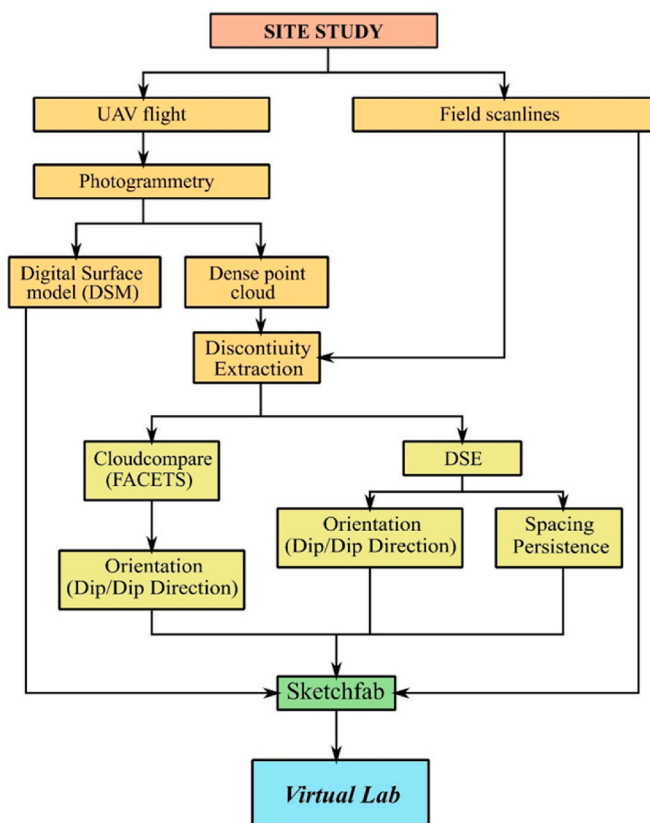 SITE STUDY
UAV flight
Field scanlines
Photogrammetry
Digital Surface
model (DSM)
Dense point
cloud
Discontiuity
Extraction
Cloudcompare
(FACETS)
DSE
Orientation
(Dip/Dip Direction)
Spacing
Persistence
Orientation
(Dip/Dip Direction)
Sketchfab
Virtual Lab